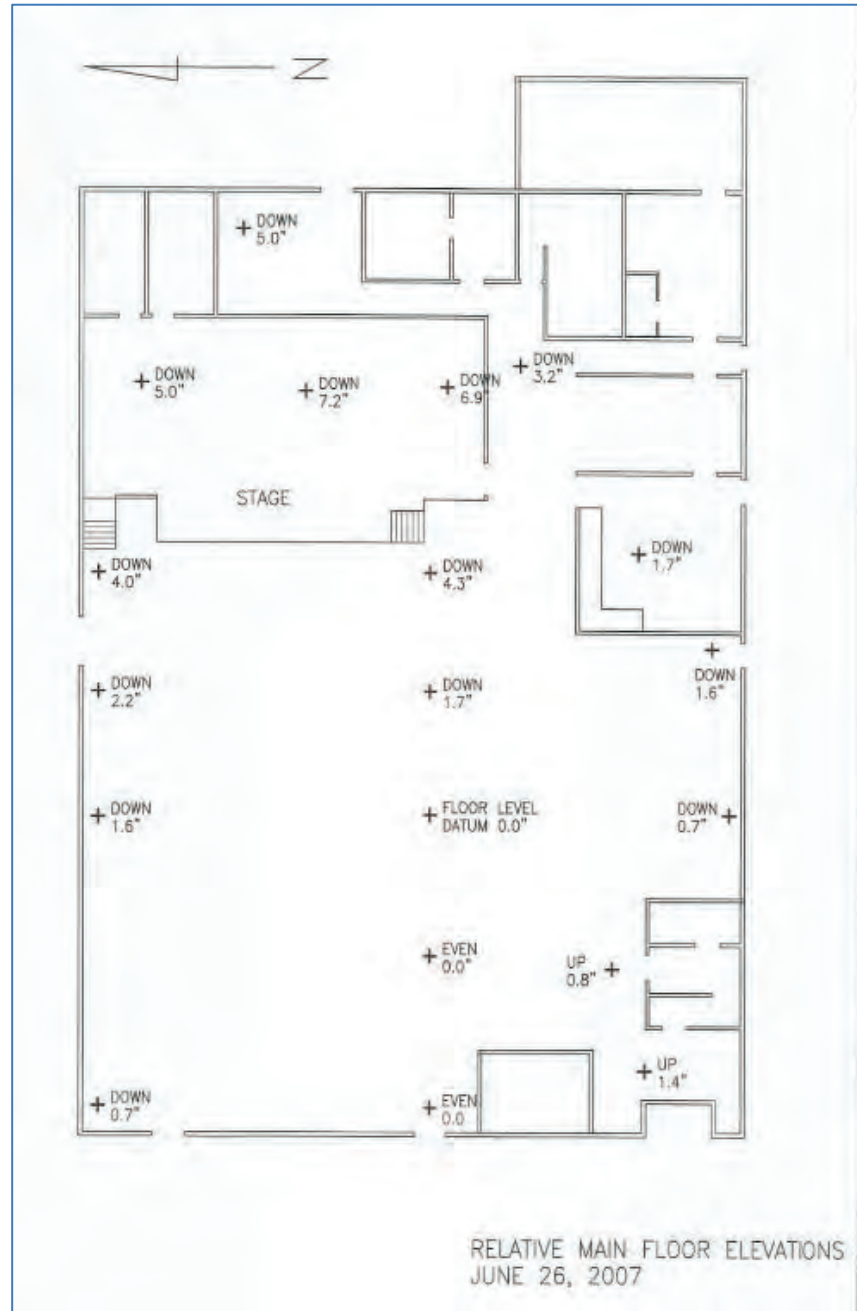 N
DOWN
5.0"
DOWN
5.0"
DOWN
7.2"
DOWN
6.9"
DOWN
3.2"
STAGE
DOWN
4.0"
DOWN
4.3"
DOWN
1.7"
DOWN
2.2"
DOWN
1.7"
DOWN
1.6"
DOWN
1.6"
FLOOR LEVEL
DATUM 0.0"
DOWN
0.7"
EVEN
0.0"
UP
0.8"
UP
1.4"
DOWN
0.7"
EVEN
0.0
RELATIVE MAIN FLOOR ELEVATIONS
JUNE 26, 2007